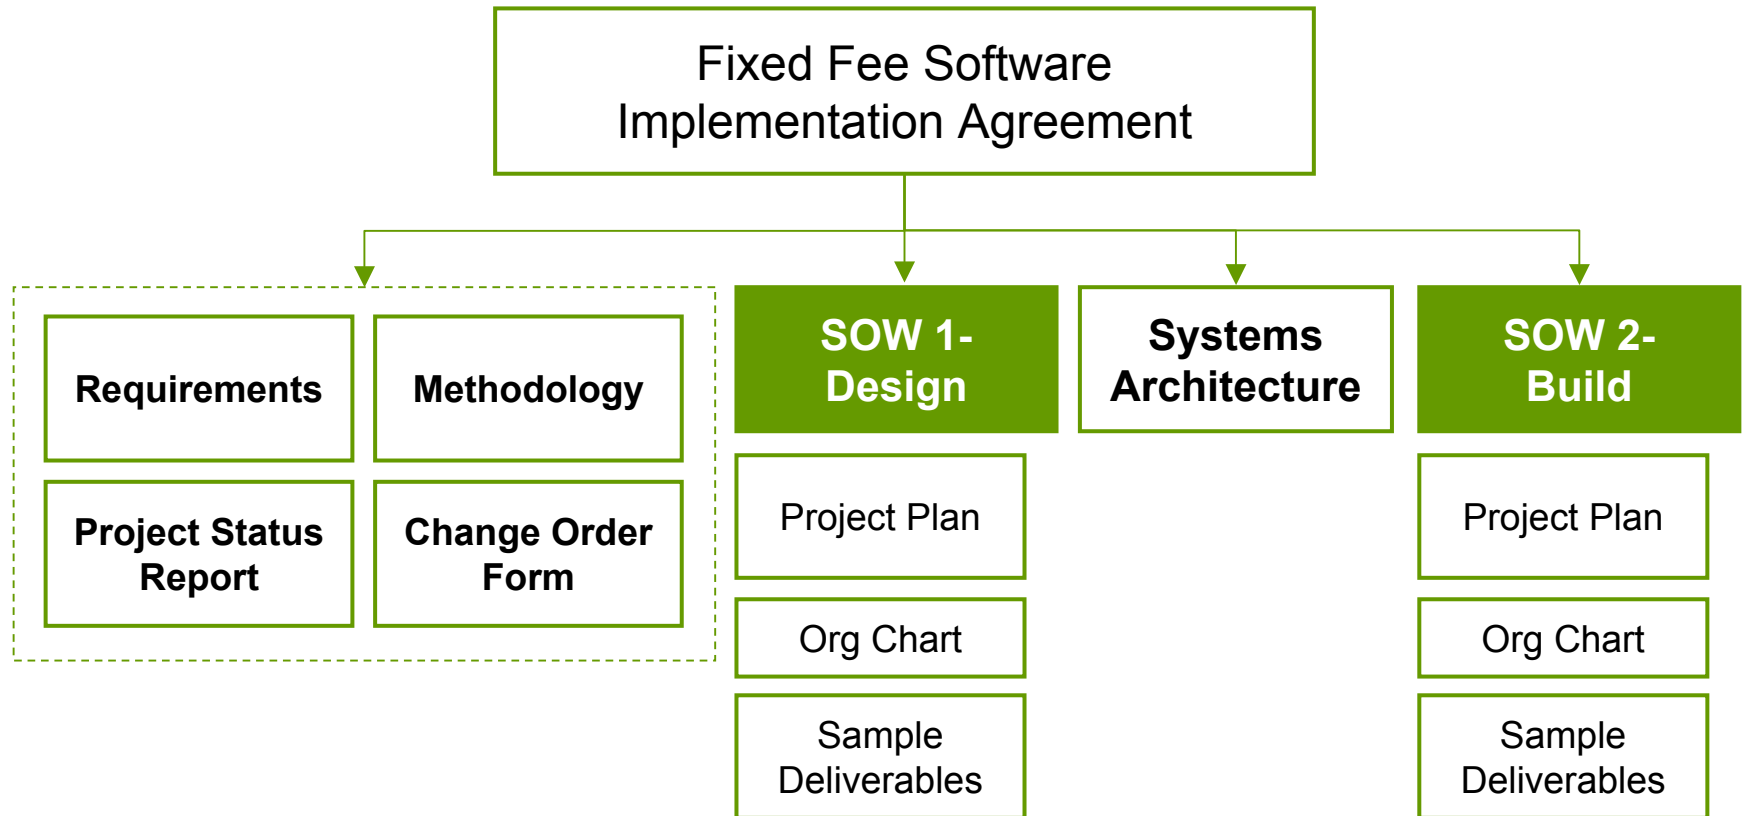 Fixed Fee Software
Implementation Agreement
Requirements
Methodology
Project Status
Report
Change Order
Form
SOW 1-
Design
Project Plan
Org Chart
Sample
Deliverables
Systems
Architecture
SOW 2-
Build
Project Plan
Org Chart
Sample
Deliverables